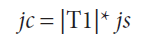 jc = |T1|* js